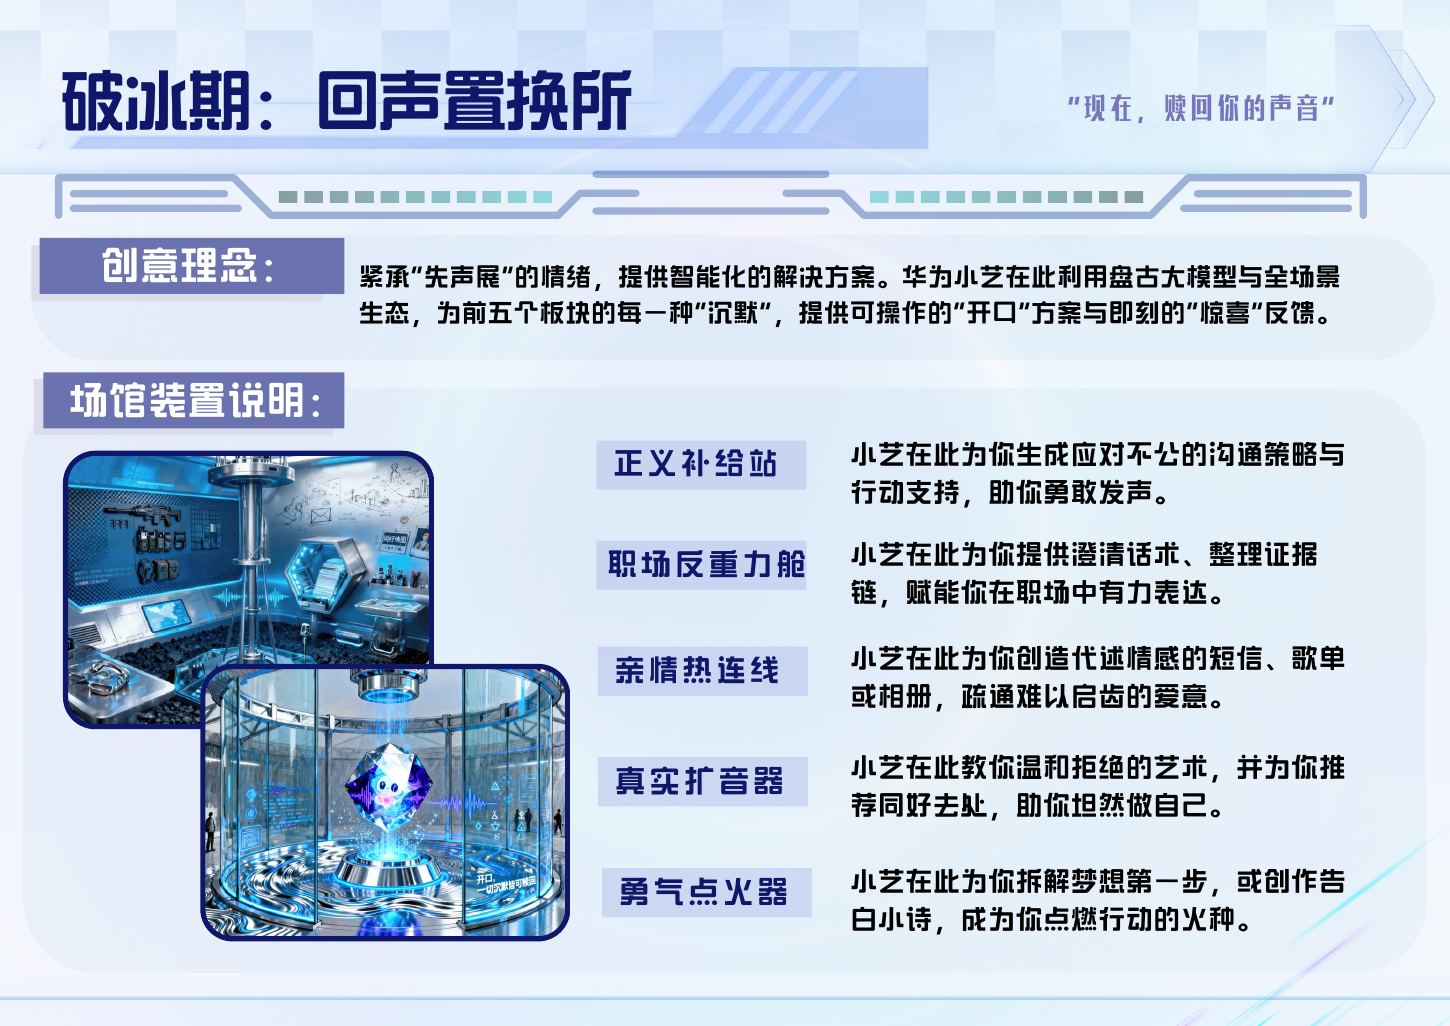 破冰期：回声置换所
"现在，赎回你的声音"
创意理念：
紧承"先声展"的情绪，提供智能化的解决方案。华为小艺在此利用盘古大模型与全场景
生态，为前五个板块的每一种"沉默"，提供可操作的"开口"方案与即刻的"惊喜"反馈。
场馆装置说明：
正义补给站
小艺在此为你生成应对不公的沟通策略与
行动支持，助你勇敢发声。
职场反重力舱
小艺在此为你提供澄清话术、整理证据
链，赋能你在职场中有力表达。
亲情热连线
小艺在此为你创造代述情感的短信、歌单
或相册，疏通难以启齿的爱意。
真实扩音器
小艺在此教你温和拒绝的艺术，并为你推
荐同好去处，助你坦然做自己。
勇气点火器
小艺在此为你拆解梦想第一步，或创作告
白小诗，成为你点燃行动的火种。
开口，
一切沉默皆可赎回